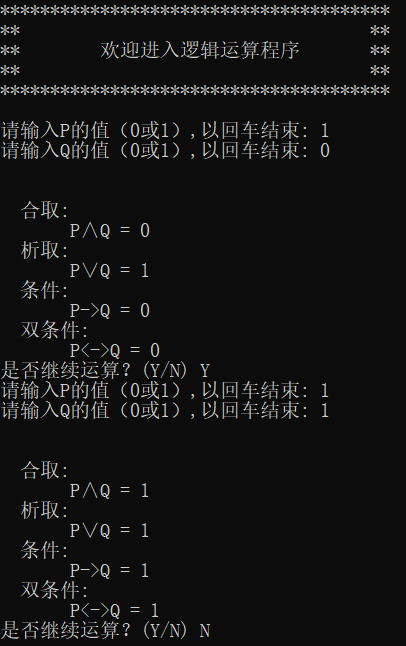 ***************************************
**                                   **
**        欢迎进入逻辑运算程序       **
**                                   **
***************************************
请输入P的值（0或1）,以回车结束: 1
请输入Q的值（0或1）,以回车结束: 0
合取:
P∧Q = 0
析取:
P∨Q = 1
条件:
P->Q = 0
双条件:
P<->Q = 0
是否继续运算？(Y/N) Y
请输入P的值（0或1）,以回车结束: 1
请输入Q的值（0或1）,以回车结束: 1
合取:
P∧Q = 1
析取:
P∨Q = 1
条件:
P->Q = 1
双条件:
P<->Q = 1
是否继续运算？(Y/N) N